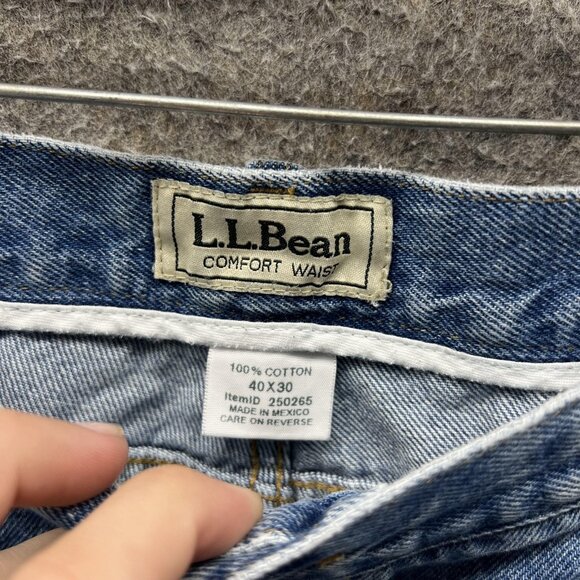 L.L.Bean
COMFORT WAIST
100% COTTON
40X30
ItemID 250265
MADE IN MEXICO
CARE ON REVERSE